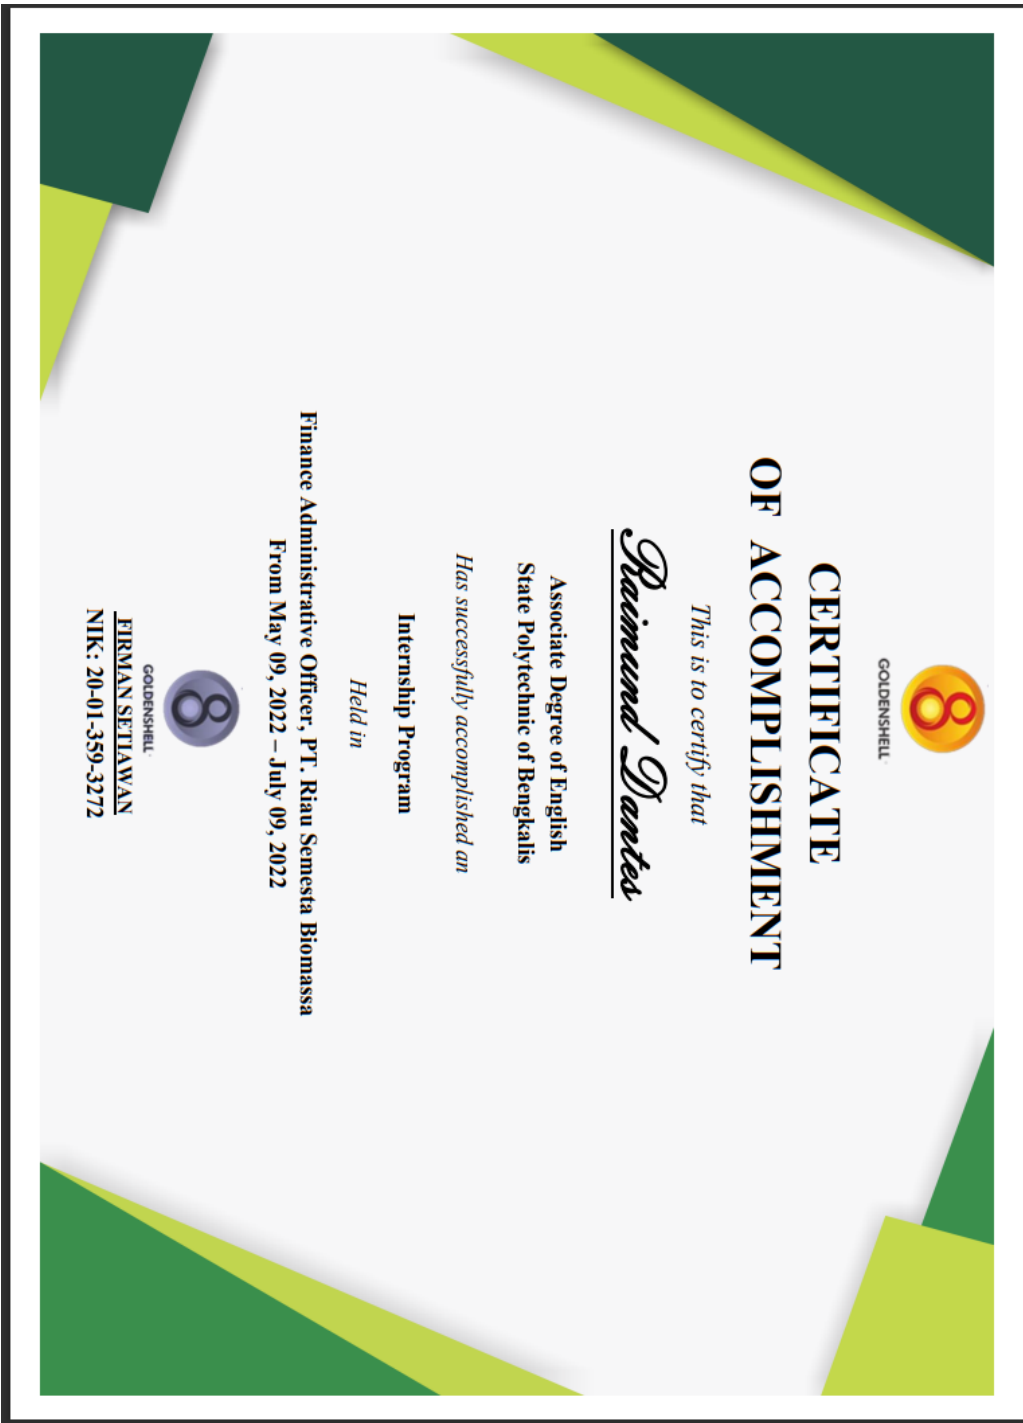 GOLDENSHELL
CERTIFICATE
OF ACCOMPLISHMENT
This is to certify that
Raimund Dantes
Associate Degree of English
State Polytechnic of Bengkalis
Has successfully accomplished an
Internship Program
Held in
Finance Administrative Officer, PT. Riau Semesta Biomassa
From May 09, 2022 – July 09, 2022
GOLDENSHELL
FIRMAN SETIAWAN
NIK: 20-01-359-3272